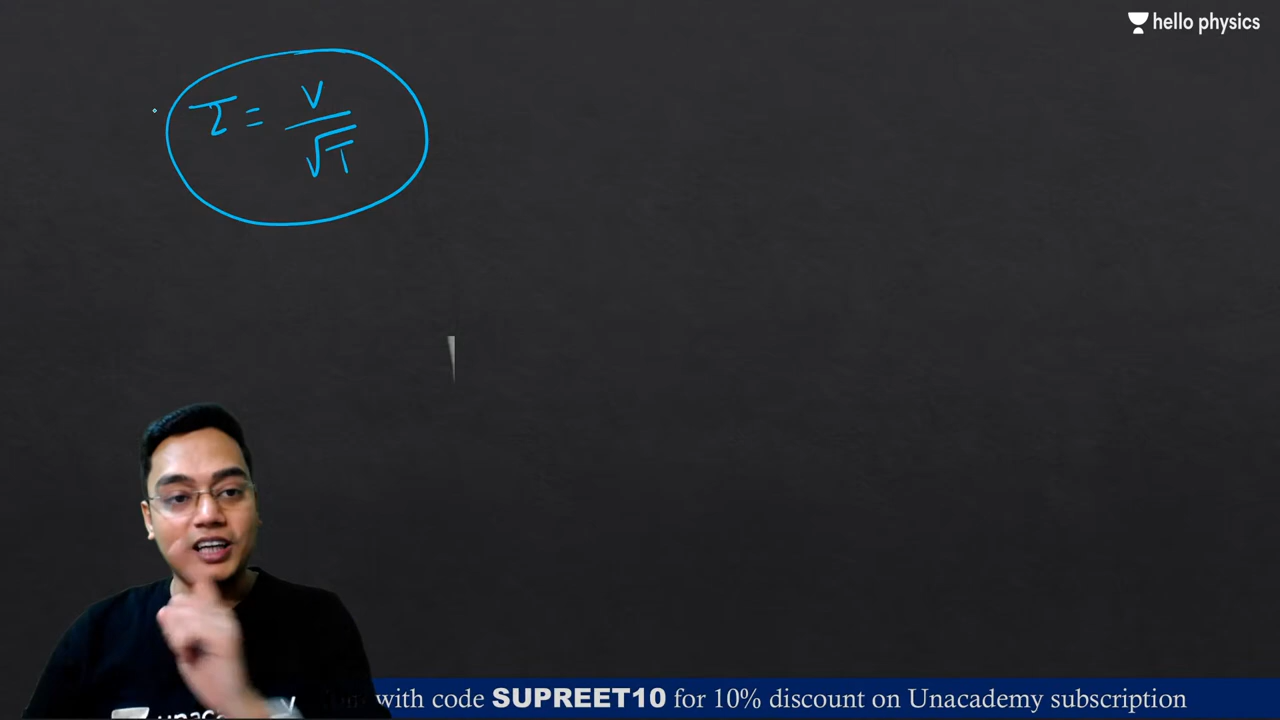 hello physics
τ = V / √T
with code SUPREET10 for 10% discount on Unacademy subscription